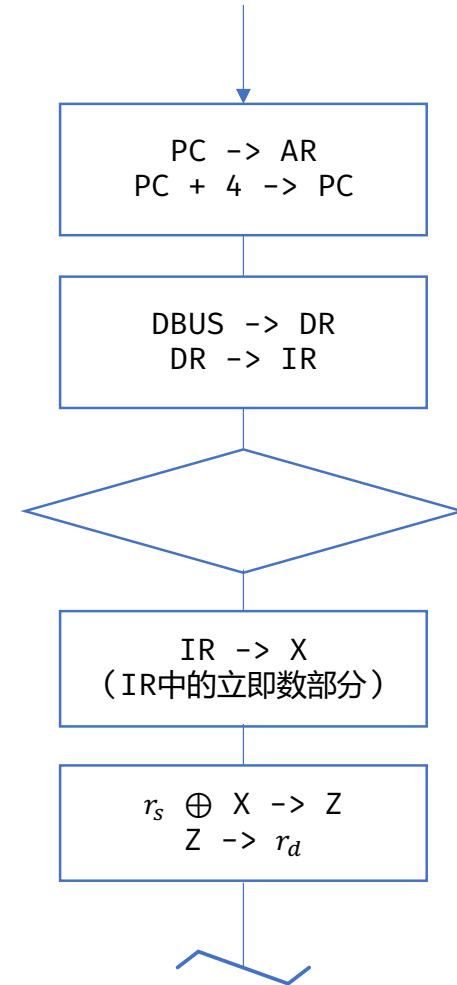 PC -> AR
PC + 4 -> PC
DBUS -> DR
DR -> IR
IR -> X
(IR中的立即数部分)
rₛ ⊕ X -> Z
Z -> r_d